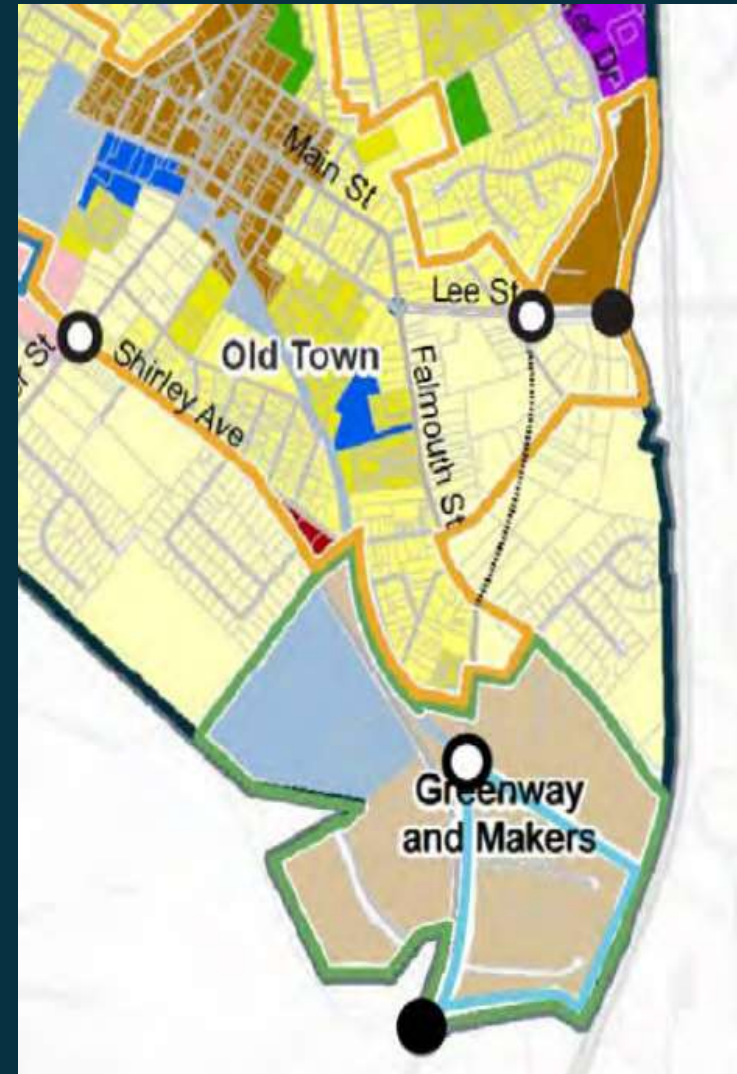 Main St
Lee St
Old Town
Shirley Ave
Falmouth St
Greenway
and Makers